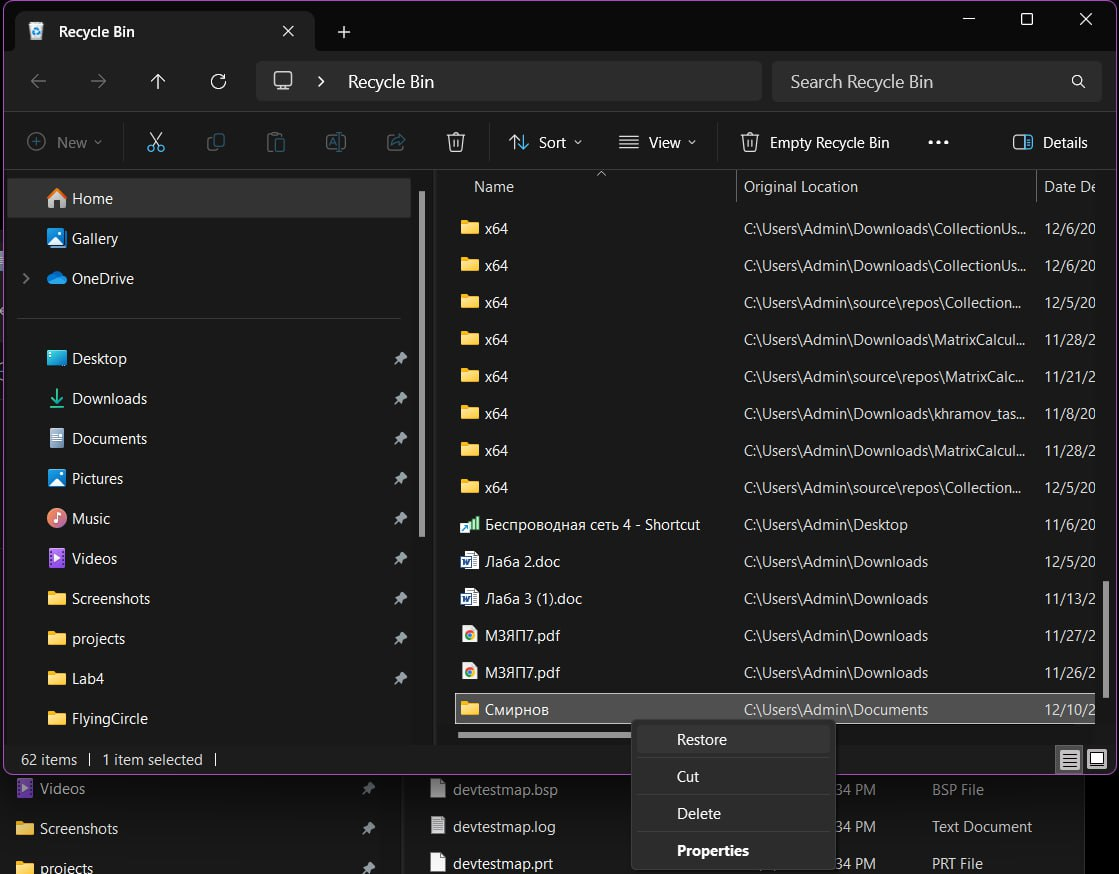 Recycle Bin
Recycle Bin
Search Recycle Bin
New
Sort
View
Empty Recycle Bin
Details
Home
Gallery
OneDrive
Desktop
Downloads
Documents
Pictures
Music
Videos
Screenshots
projects
Lab4
FlyingCircle
Name Original Location Date De
x64 C:\Users\Admin\Downloads\CollectionUs... 12/6/20
x64 C:\Users\Admin\Downloads\CollectionUs... 12/6/20
x64 C:\Users\Admin\source\repos\Collection... 12/5/20
x64 C:\Users\Admin\Downloads\MatrixCalcul... 11/28/2
x64 C:\Users\Admin\source\repos\MatrixCalc... 11/21/2
x64 C:\Users\Admin\Downloads\khramov_tas... 11/8/20
x64 C:\Users\Admin\Downloads\MatrixCalcul... 11/28/2
x64 C:\Users\Admin\source\repos\Collection... 12/5/20
Беспроводная сеть 4 - Shortcut C:\Users\Admin\Desktop 11/6/20
Лаба 2.doc C:\Users\Admin\Downloads 12/5/20
Лаба 3 (1).doc C:\Users\Admin\Downloads 11/13/2
МЗЯП7.pdf C:\Users\Admin\Downloads 11/27/2
МЗЯП7.pdf C:\Users\Admin\Downloads 11/26/2
Смирнов C:\Users\Admin\Documents 12/10/2
Restore
Cut
Delete
Properties
62 items 1 item selected
Videos
Screenshots
projects
devtestmap.bsp 34 PM BSP File
devtestmap.log 34 PM Text Document
devtestmap.prt 34 PM PRT File